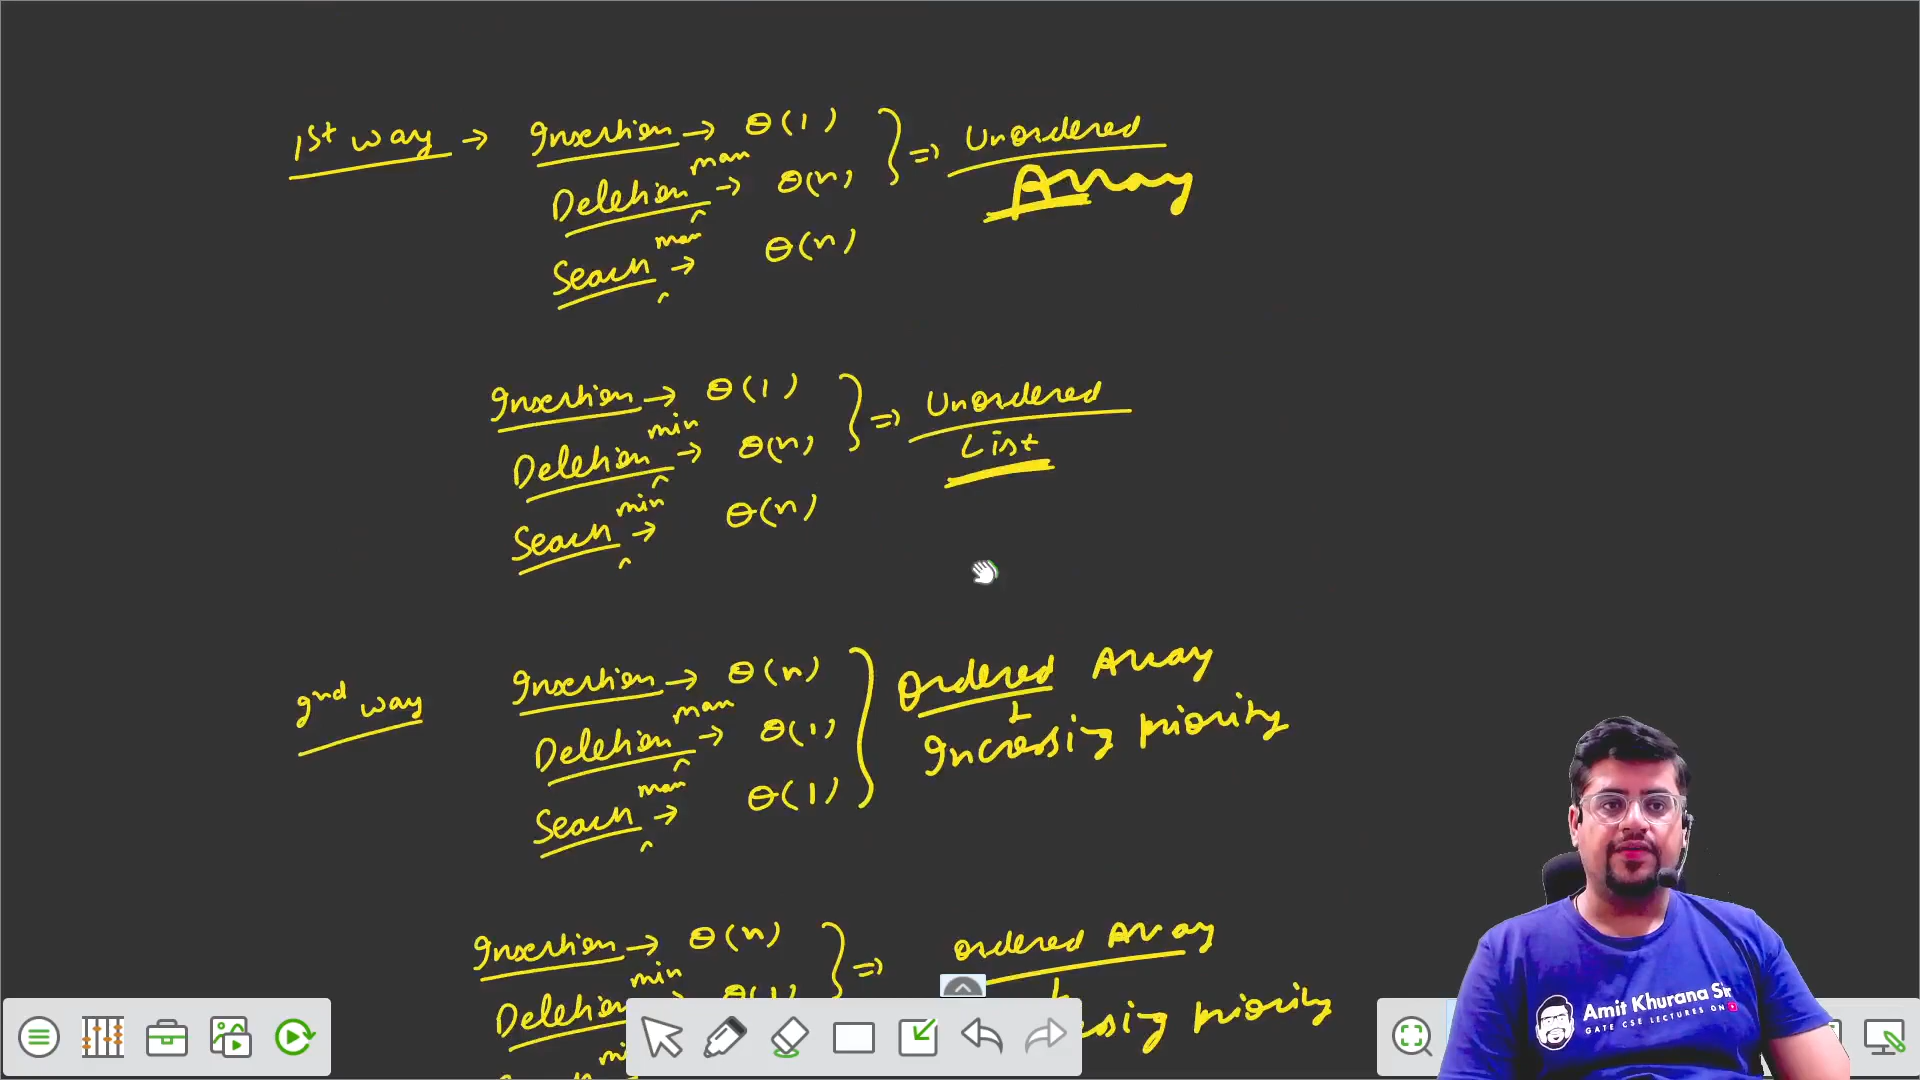 1st way → Insertion → Θ(1) } ⇒ Unordered
Deletion max → Θ(n) Array
Search max → Θ(n)
Insertion → Θ(1) } ⇒ Unordered
Deletion min → Θ(n) List
Search min → Θ(n)
2nd way Insertion → Θ(n) } Ordered Array
Deletion max → Θ(1) Increasing priority
Search max → Θ(1)
Insertion → Θ(n) } ⇒ ordered Array
Deletion min priority
Amit Khurana Sir
GATE CSE LECTURES ON